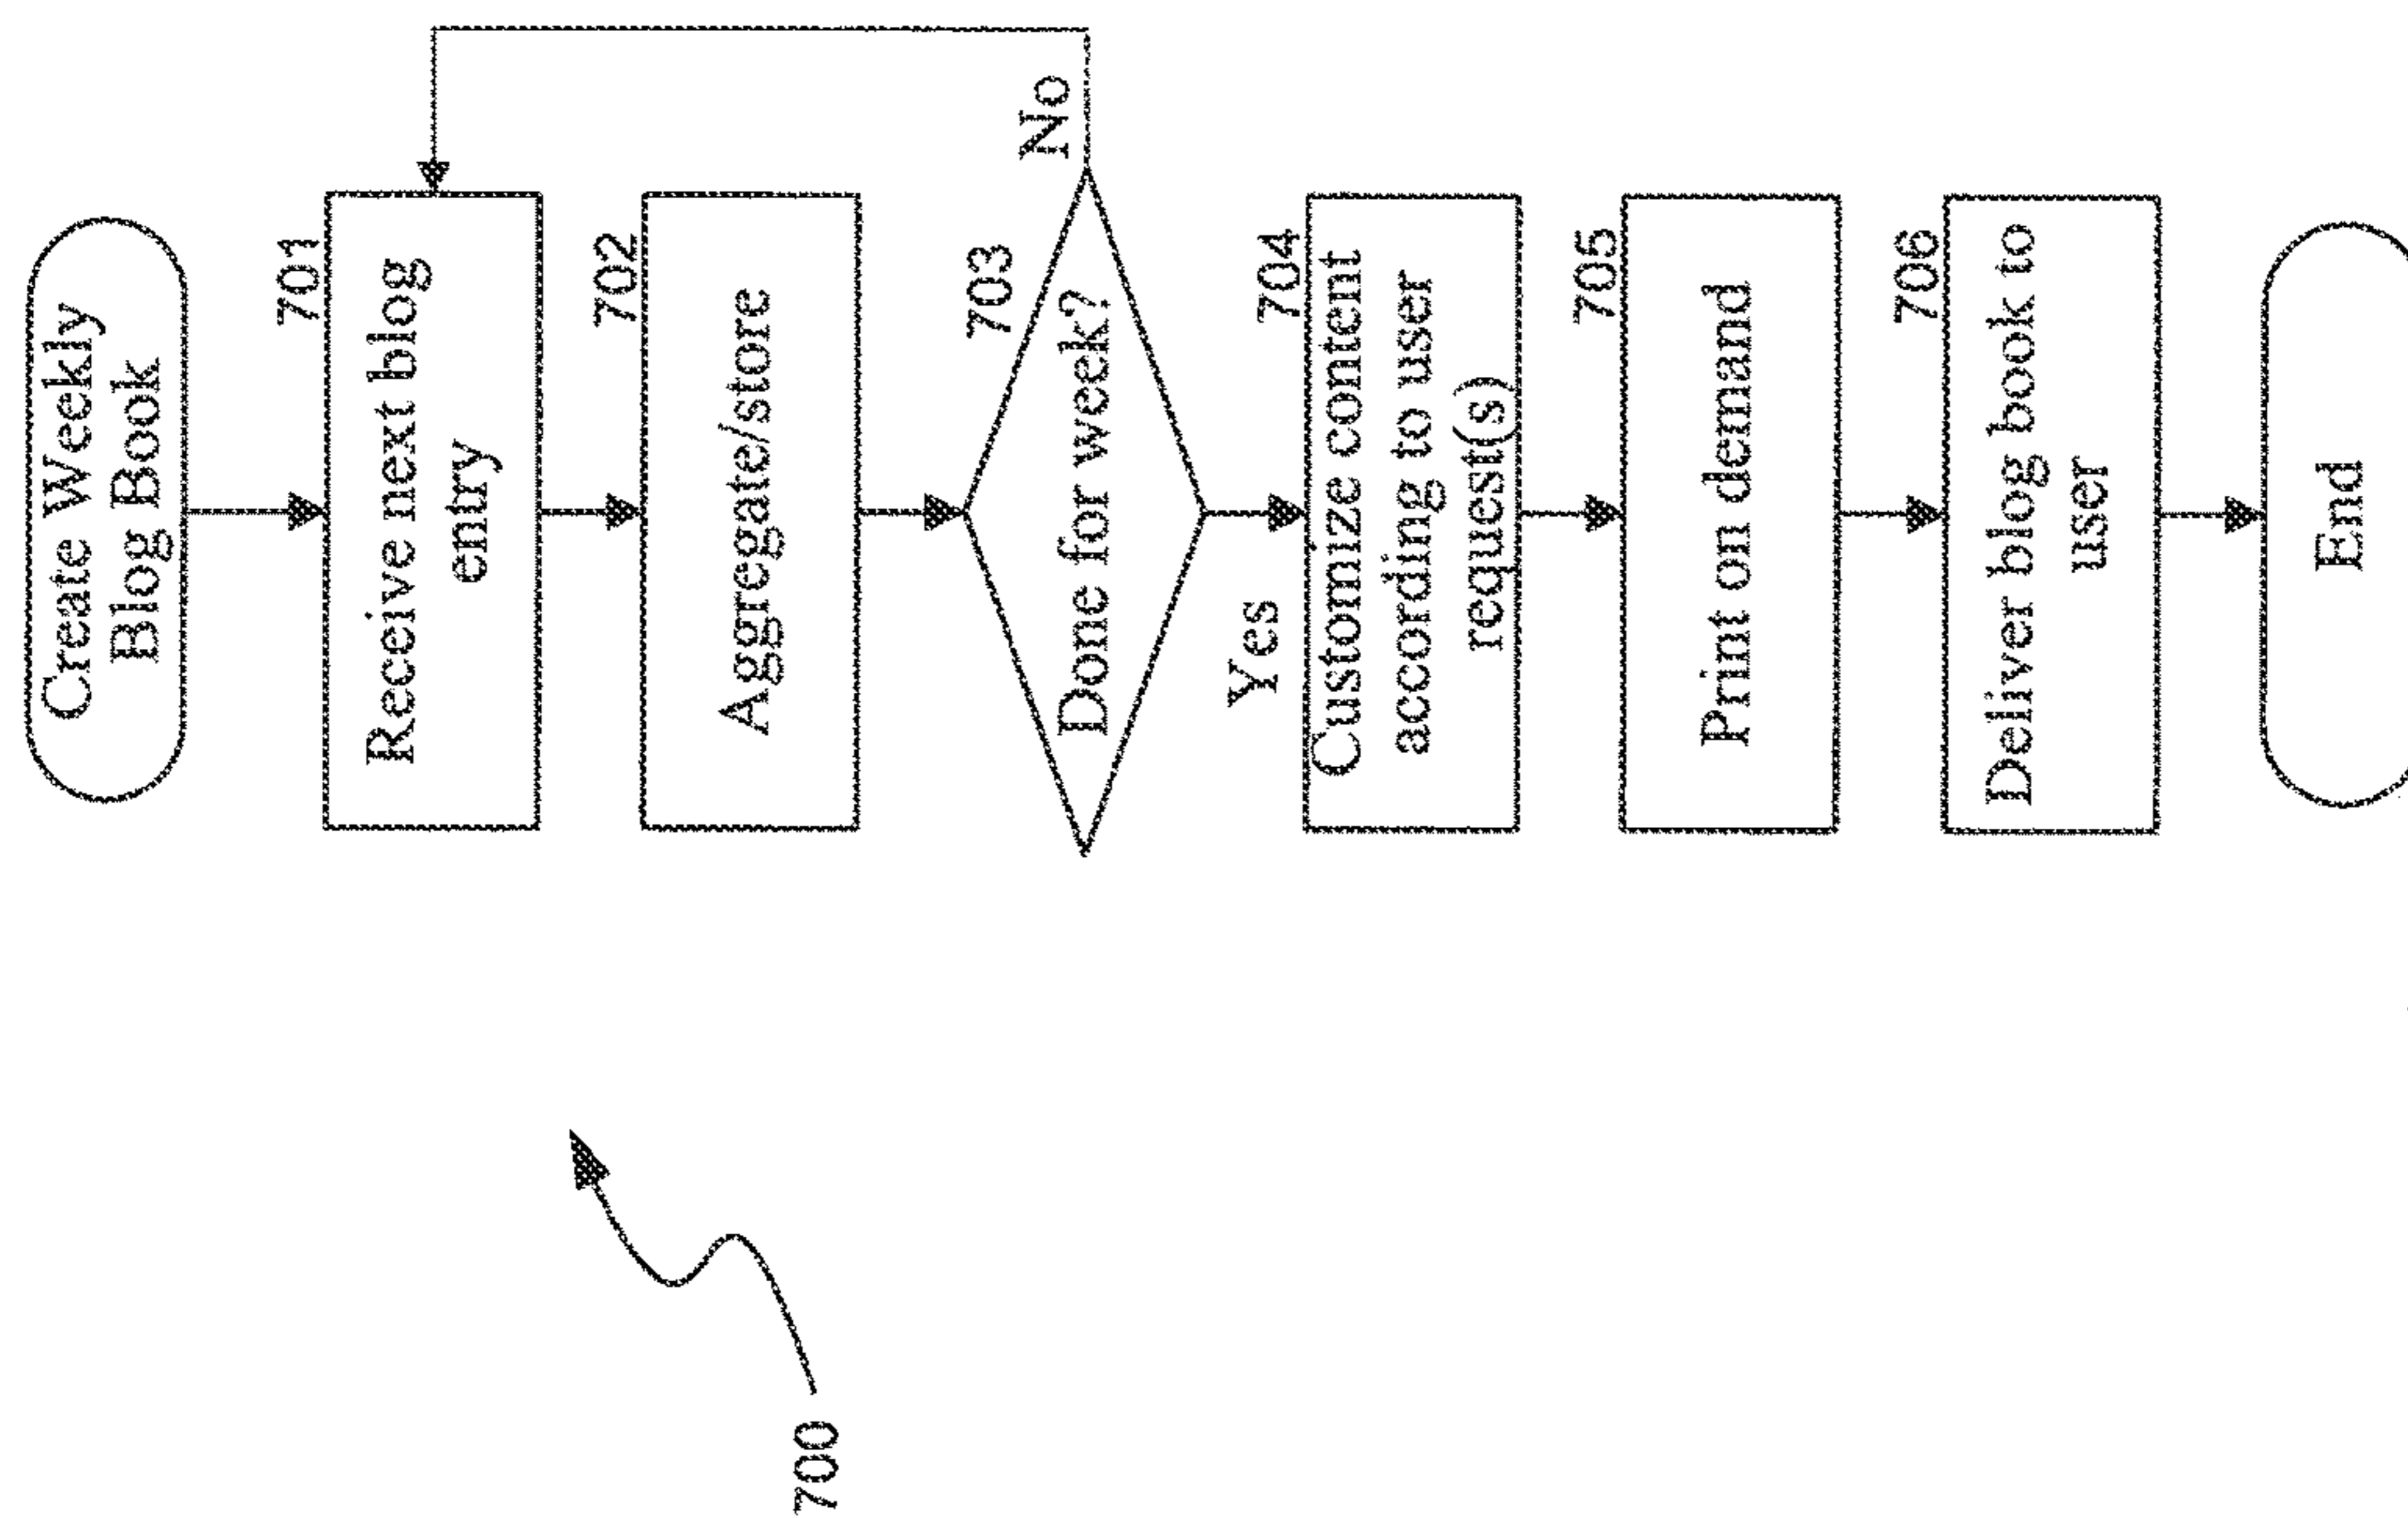 Create Weekly
Blog Book
701
Receive next blog
entry
702
Aggregate/store
703
Done for week?
No
Yes
704
Customize content
according to user
request(s)
705
Print on demand
706
Deliver blog book to
user
End
700